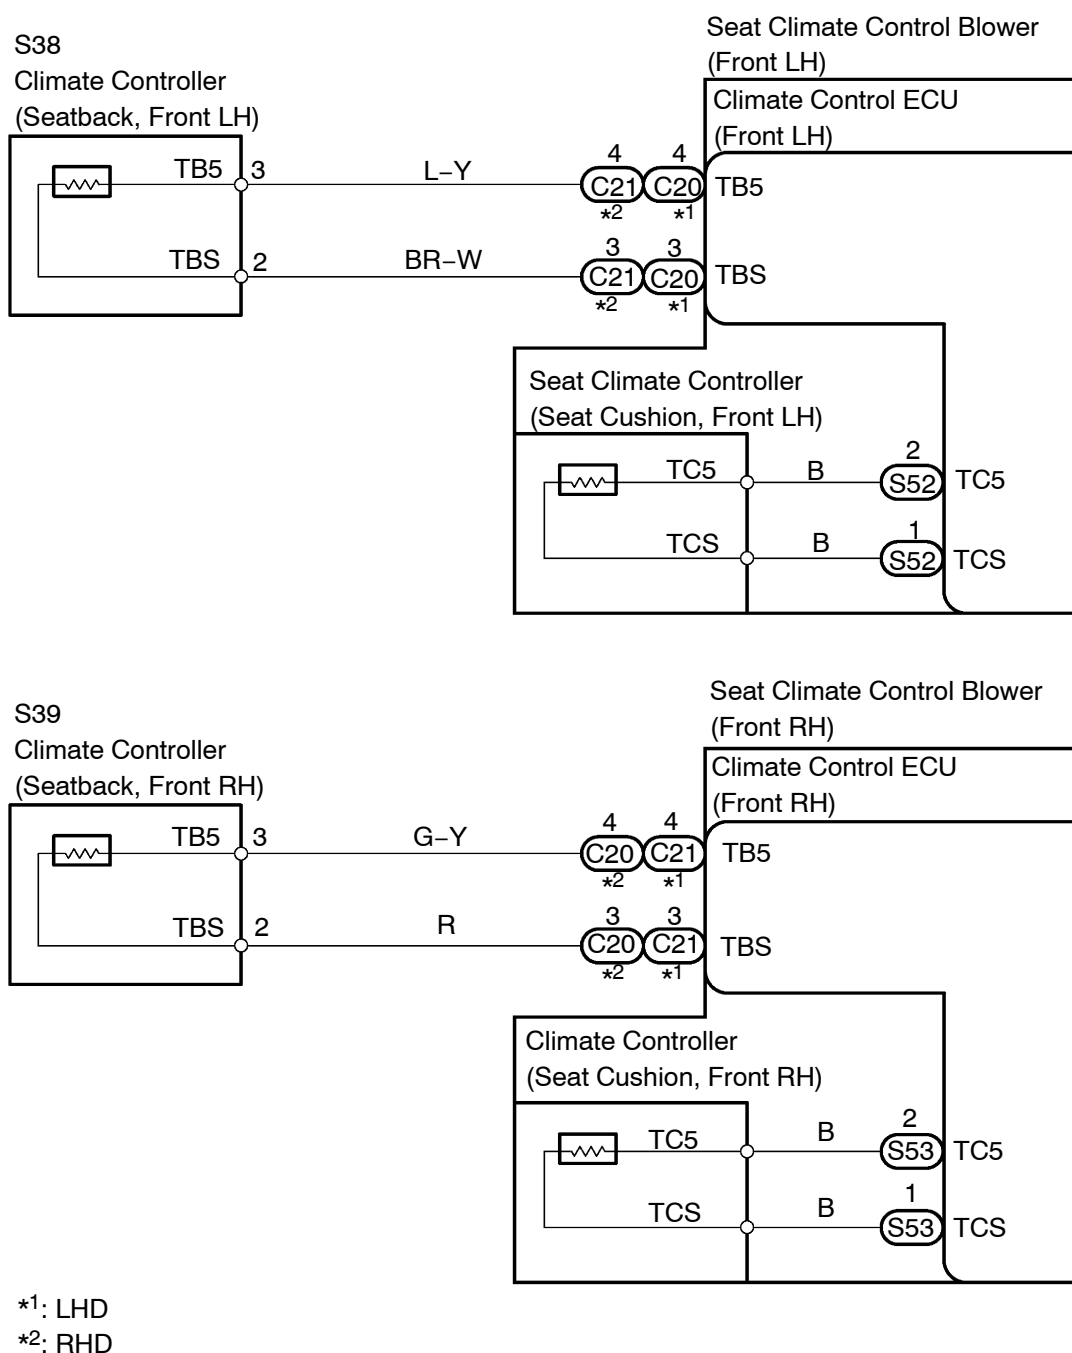 S38
Climate Controller
(Seatback, Front LH)
Seat Climate Control Blower
(Front LH)
Climate Control ECU
(Front LH)
TB5 3 L–Y 4 C21 *2 4 C20 *1 TB5
TBS 2 BR–W 3 C21 *2 3 C20 *1 TBS
Seat Climate Controller
(Seat Cushion, Front LH)
TC5 B 2 S52 TC5
TCS B 1 S52 TCS
S39
Climate Controller
(Seatback, Front RH)
Seat Climate Control Blower
(Front RH)
Climate Control ECU
(Front RH)
TB5 3 G–Y 4 C20 *2 4 C21 *1 TB5
TBS 2 R 3 C20 *2 3 C21 *1 TBS
Climate Controller
(Seat Cushion, Front RH)
TC5 B 2 S53 TC5
TCS B 1 S53 TCS
*1: LHD
*2: RHD